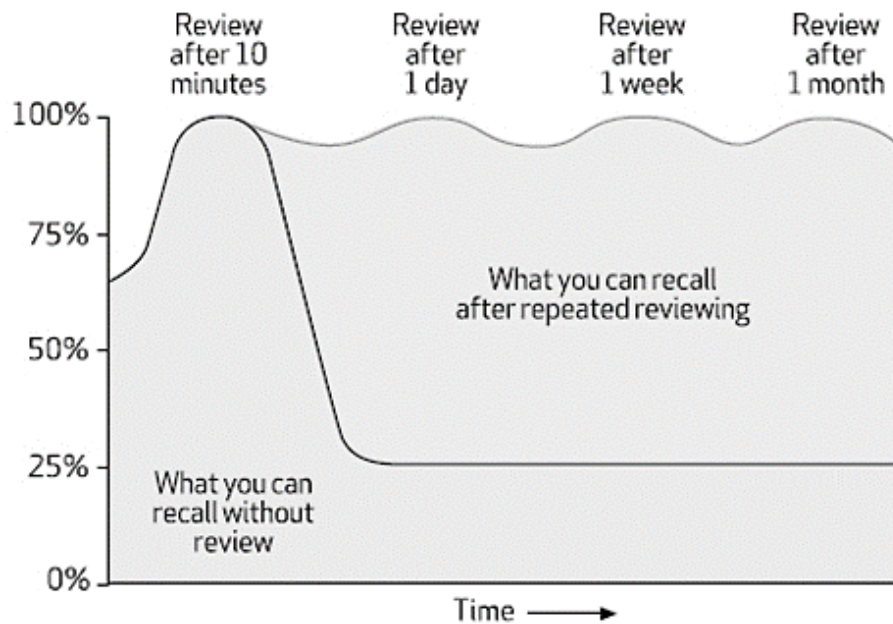 Review
after 10
minutes
Review
after
1 day
Review
after
1 week
Review
after
1 month
100%
75%
What you can recall
after repeated reviewing
50%
25%
What you can
recall without
review
0%
Time